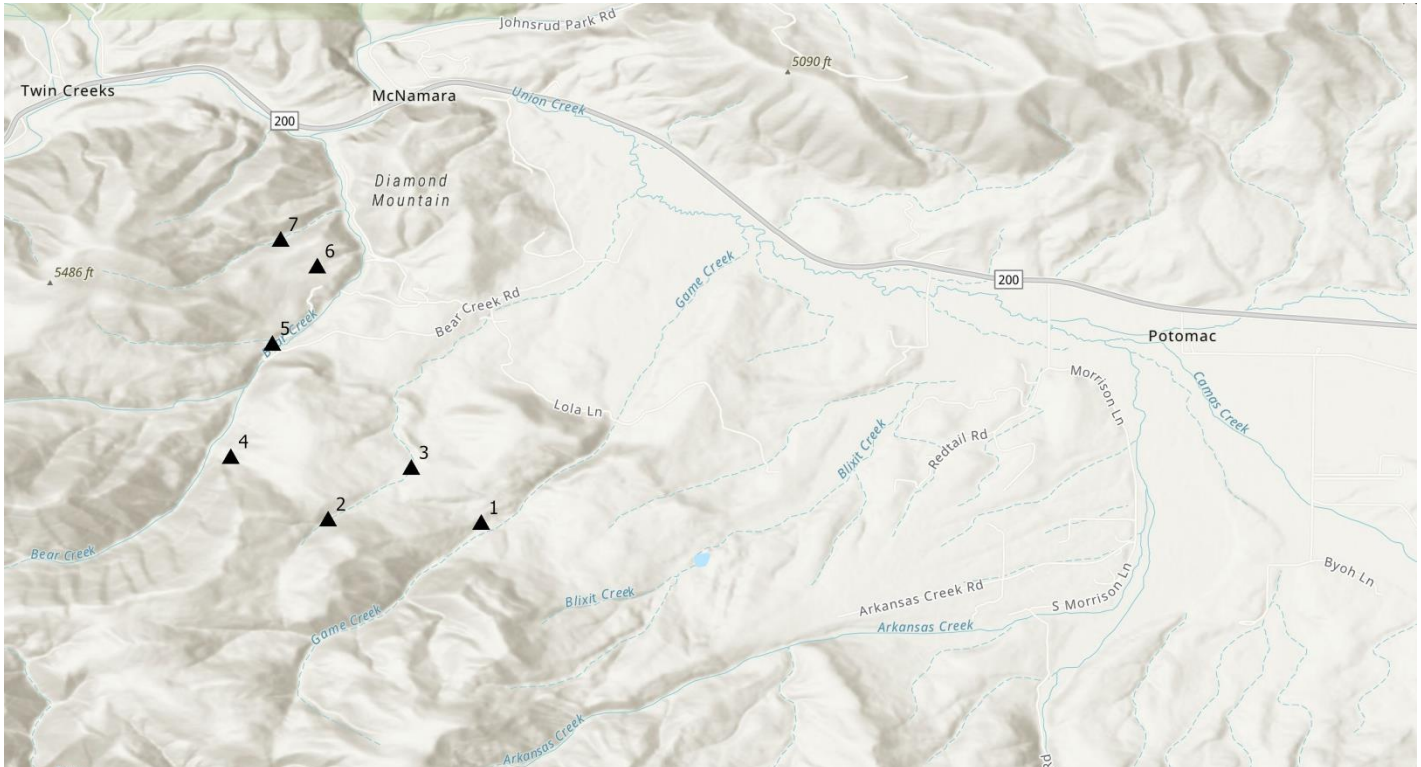 Johnsrud Park Rd
5090 ft
Twin Creeks
McNamara
Union Creek
200
Diamond
Mountain
7
6
5486 ft
Game Creek
200
Bear Creek Rd
5
Bear Creek
Potomac
Morrison Ln
Camas Creek
Lola Ln
4
3
Blixit Creek
Redtail Rd
2
1
Bear Creek
Byoh Ln
Arkansas Creek Rd
Blixit Creek
S Morrison Ln
Game Creek
Arkansas Creek
Arkansas Creek